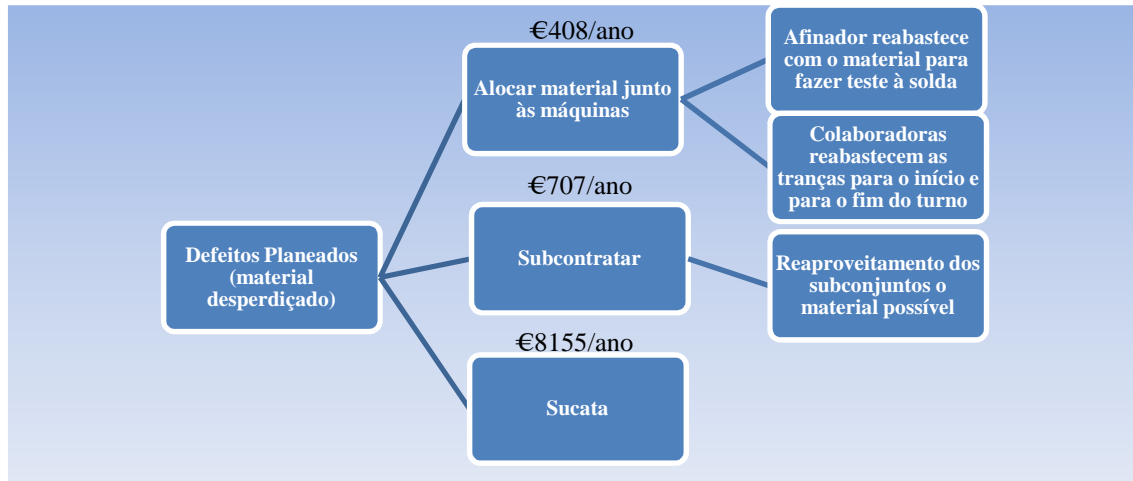 Defeitos Planeados
(material
desperdiçado)
€408/ano
Alocar material junto
às máquinas
€707/ano
Subcontratar
€8155/ano
Sucata
Afinador reabastece
com o material para
fazer teste à solda
Colaboradoras
reabastecem as
tranças para o início e
para o fim do turno
Reaproveitamento dos
subconjuntos o
material possível